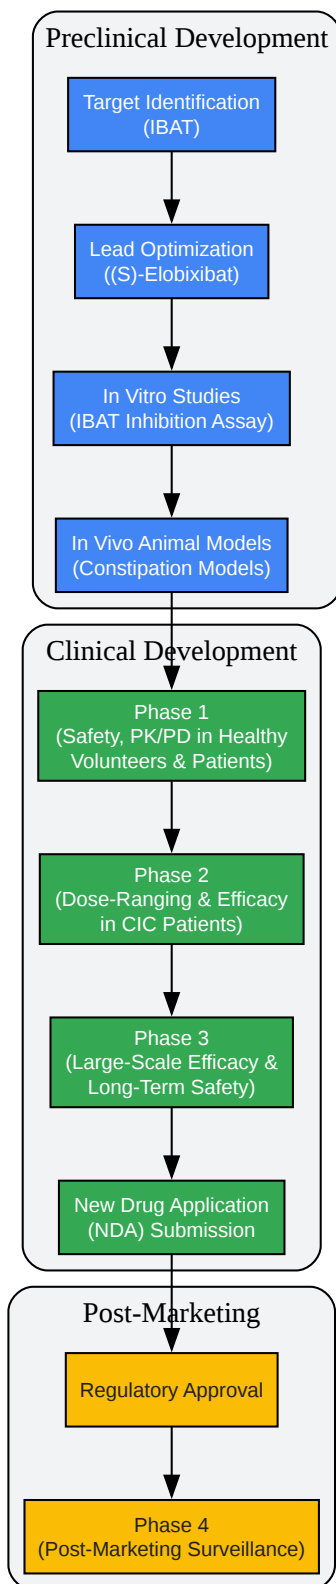 Preclinical Development
Target Identification
(IBAT)
Lead Optimization
((S)-Elobixibat)
In Vitro Studies
(IBAT Inhibition Assay)
In Vivo Animal Models
(Constipation Models)
Clinical Development
Phase 1
(Safety, PK/PD in Healthy
Volunteers & Patients)
Phase 2
(Dose-Ranging & Efficacy
in CIC Patients)
Phase 3
(Large-Scale Efficacy &
Long-Term Safety)
New Drug Application
(NDA) Submission
Post-Marketing
Regulatory Approval
Phase 4
(Post-Marketing Surveillance)